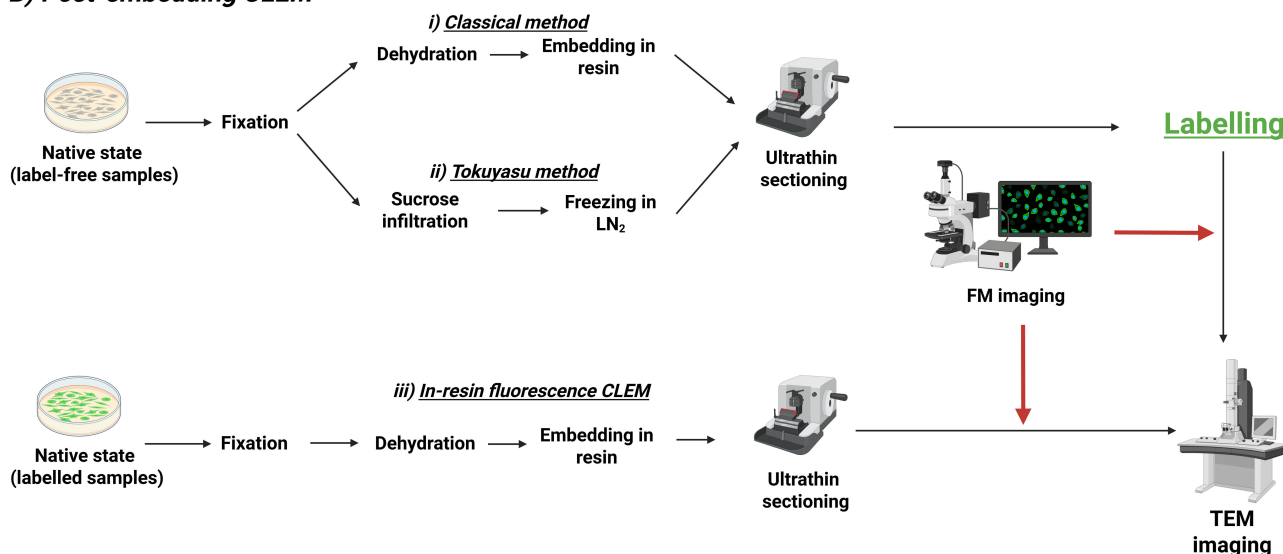 i) Classical method
Dehydration
Embedding in
resin
Fixation
Native state
(label-free samples)
ii) Tokuyasu method
Sucrose
infiltration
Freezing in
LN₂
Ultrathin
sectioning
Labelling
FM imaging
iii) In-resin fluorescence CLEM
Native state
(labelled samples)
Fixation
Dehydration
Embedding in
resin
Ultrathin
sectioning
TEM
imaging